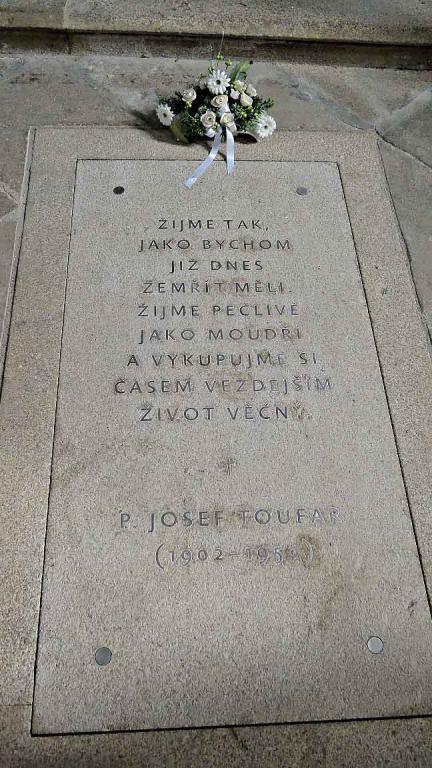 ŽIJME TAK,
JAKO BYCHOM
JIŽ DNES
ZEMŘÍT MĚLI.
ŽIJME PEČLIVĚ
JAKO MOUDŘÍ
A VYKUPUJME SI
ČASEM VEZDEJŠÍM
ŽIVOT VĚČNÝ.
P. JOSEF TOUFAR
(1902–1950)